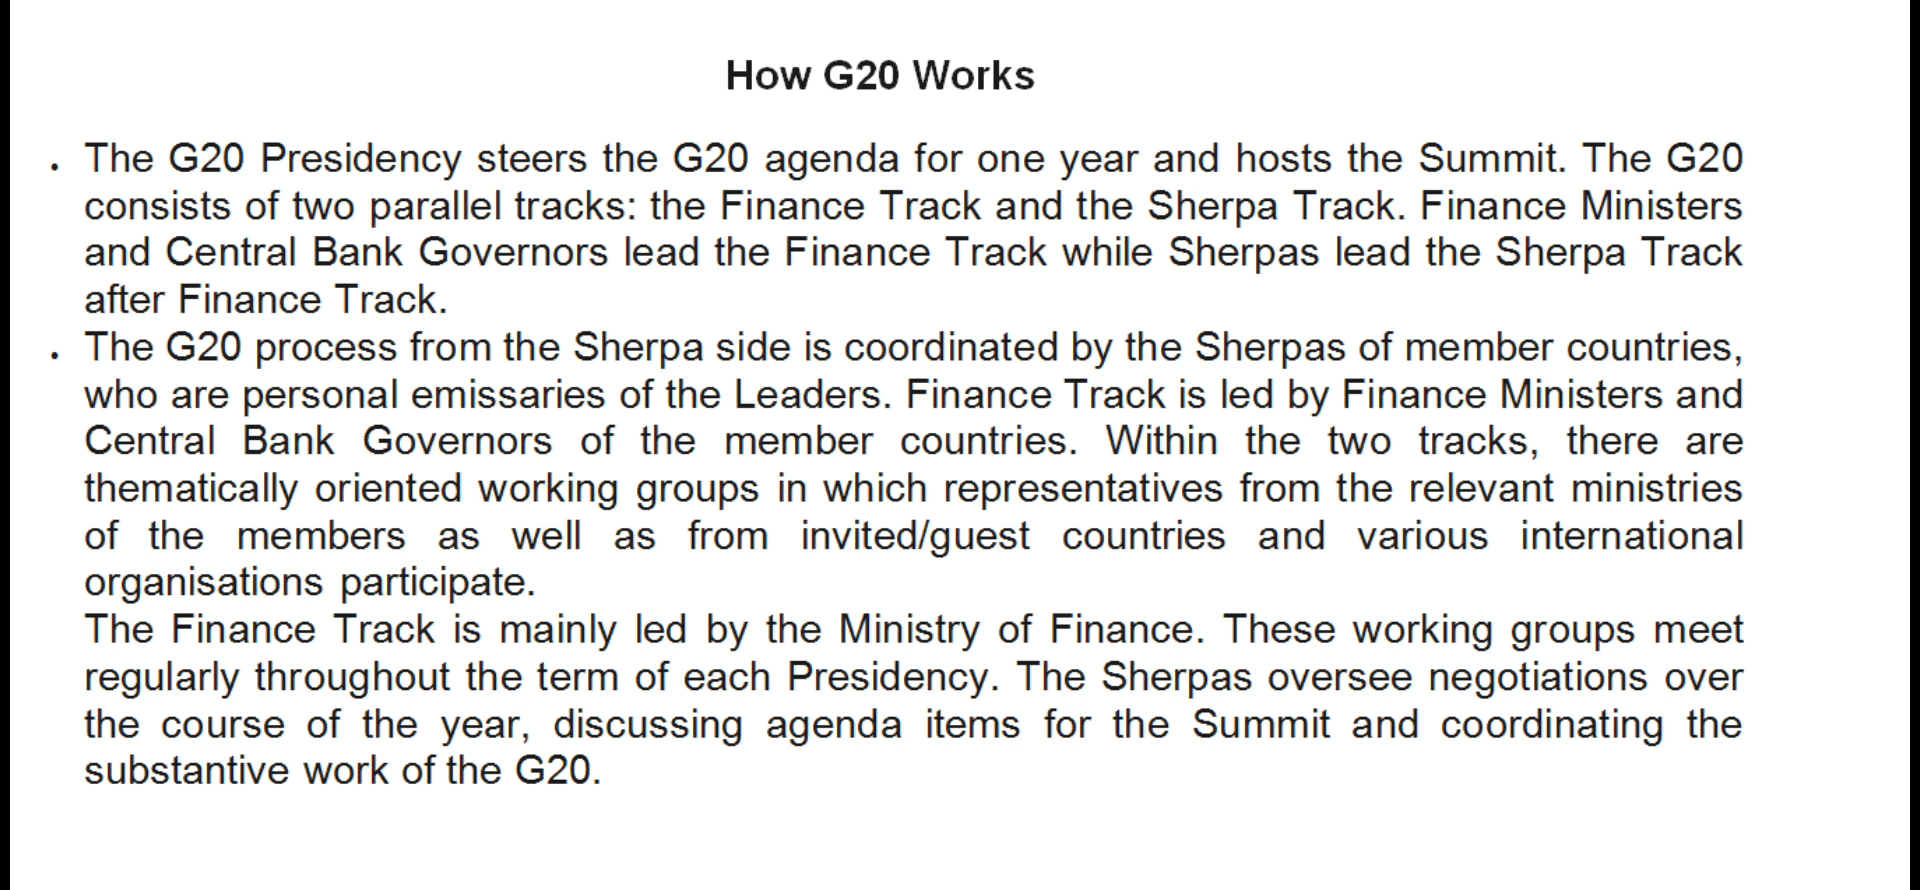 How G20 Works
• The G20 Presidency steers the G20 agenda for one year and hosts the Summit. The G20
consists of two parallel tracks: the Finance Track and the Sherpa Track. Finance Ministers
and Central Bank Governors lead the Finance Track while Sherpas lead the Sherpa Track
after Finance Track.
• The G20 process from the Sherpa side is coordinated by the Sherpas of member countries,
who are personal emissaries of the Leaders. Finance Track is led by Finance Ministers and
Central Bank Governors of the member countries. Within the two tracks, there are
thematically oriented working groups in which representatives from the relevant ministries
of the members as well as from invited/guest countries and various international
organisations participate.
The Finance Track is mainly led by the Ministry of Finance. These working groups meet
regularly throughout the term of each Presidency. The Sherpas oversee negotiations over
the course of the year, discussing agenda items for the Summit and coordinating the
substantive work of the G20.